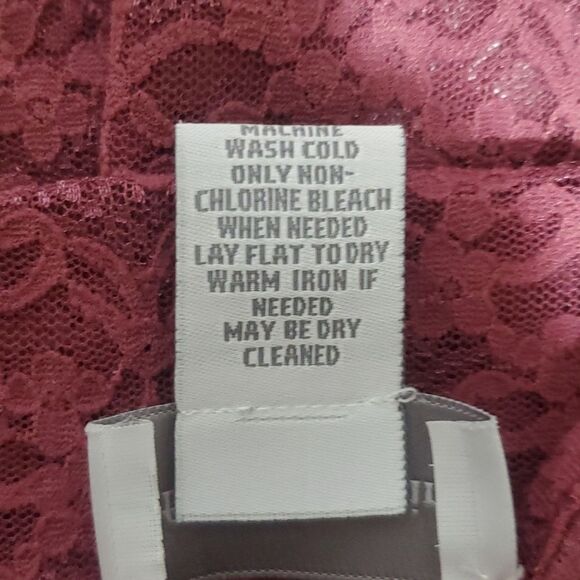 MACHINE
WASH COLD
ONLY NON-
CHLORINE BLEACH
WHEN NEEDED
LAY FLAT TO DRY
WARM IRON IF
NEEDED
MAY BE DRY
CLEANED